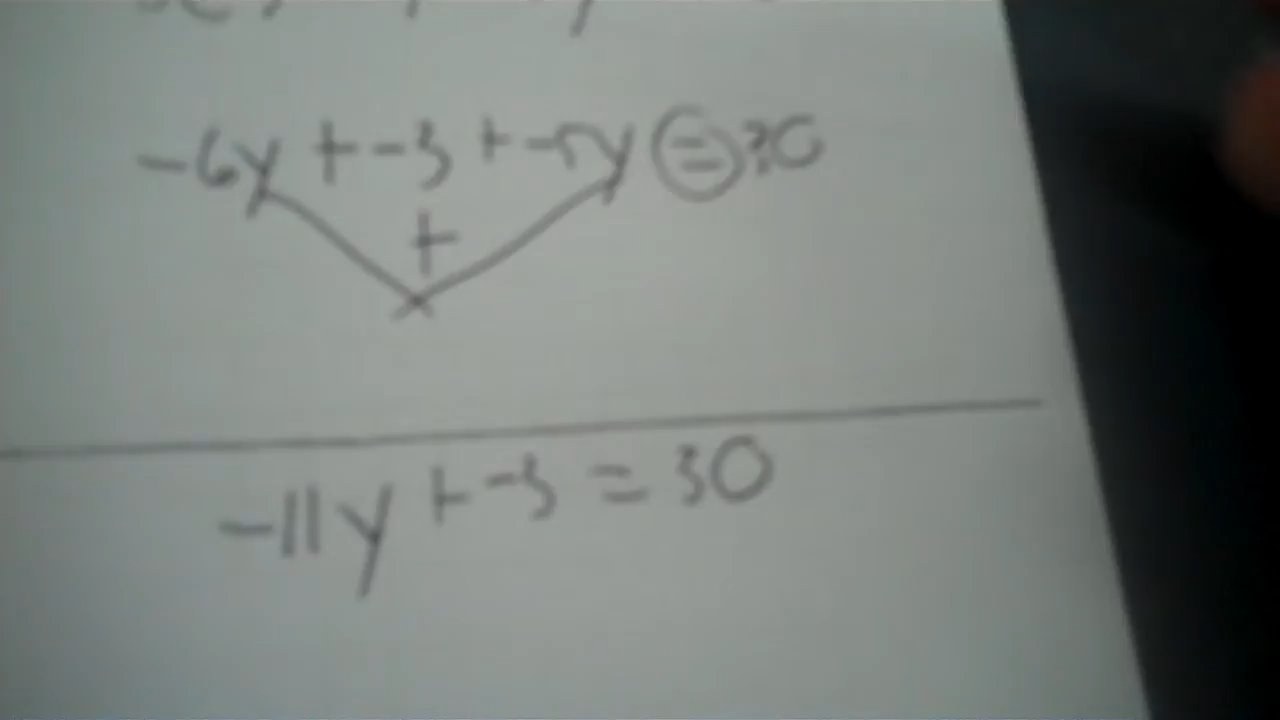 -6y + -3 + -5y = 30
+
-11y + -3 = 30